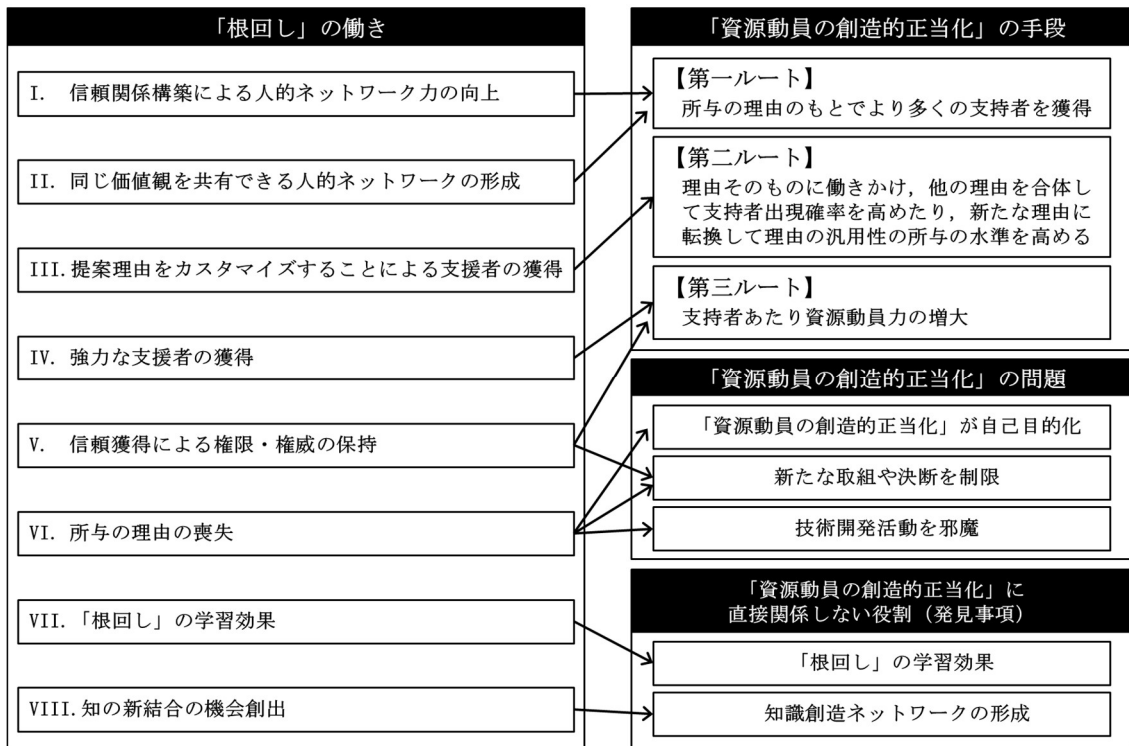 「根回し」の働き
I. 信頼関係構築による人的ネットワーク力の向上
II. 同じ価値観を共有できる人的ネットワークの形成
III. 提案理由をカスタマイズすることによる支援者の獲得
IV. 強力な支援者の獲得
V. 信頼獲得による権限・権威の保持
VI. 所与の理由の喪失
VII. 「根回し」の学習効果
VIII. 知の新結合の機会創出
「資源動員の創造的正当化」の手段
【第一ルート】
所与の理由のもとでより多くの支持者を獲得
【第二ルート】
理由そのものに働きかけ，他の理由を合体し
て支持者出現確率を高めたり，新たな理由に
転換して理由の汎用性の所与の水準を高める
【第三ルート】
支持者あたり資源動員力の増大
「資源動員の創造的正当化」の問題
「資源動員の創造的正当化」が自己目的化
新たな取組や決断を制限
技術開発活動を邪魔
「資源動員の創造的正当化」に
直接関係しない役割（発見事項）
「根回し」の学習効果
知識創造ネットワークの形成